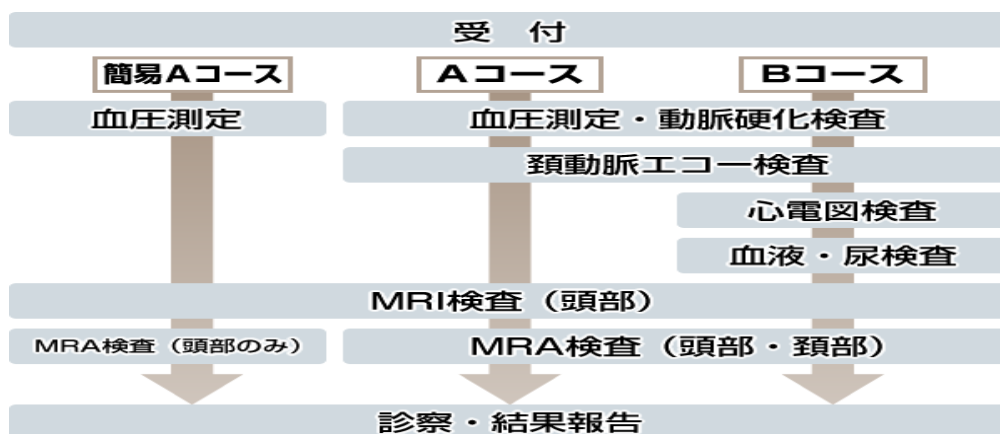 受　付
簡易Aコース　Aコース　Bコース
血圧測定　血圧測定・動脈硬化検査
頚動脈エコー検査
心電図検査
血液・尿検査
MRI検査（頭部）
MRA検査（頭部のみ）　MRA検査（頭部・頚部）
診察・結果報告